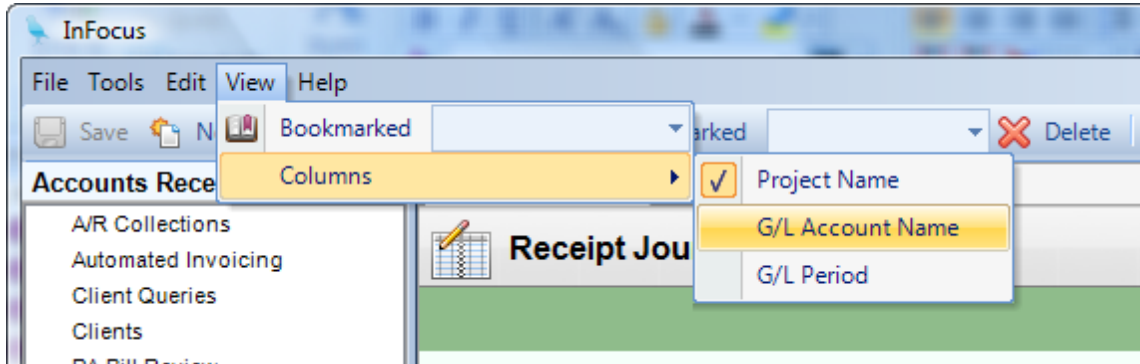 InFocus
File Tools Edit View Help
Save N
Bookmarked
arked
Delete
Columns
Project Name
G/L Account Name
G/L Period
Accounts Rece
A/R Collections
Automated Invoicing
Client Queries
Clients
Receipt Jou